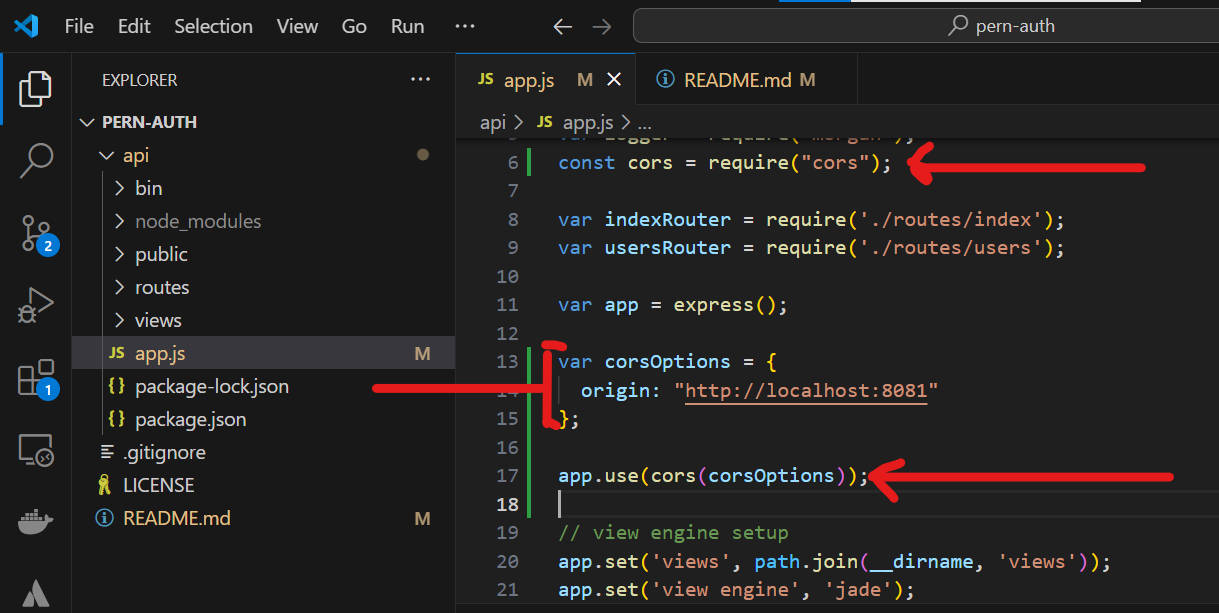 File Edit Selection View Go Run ... pern-auth
EXPLORER ...
JS app.js M
README.md M
PERN-AUTH
api > JS app.js > ...
api
bin
node_modules
public
routes
views
JS app.js M
{} package-lock.json
{} package.json
.gitignore
LICENSE
README.md M
2
1
var logger = require('morgan');
6 const cors = require("cors");
7
8 var indexRouter = require('./routes/index');
9 var usersRouter = require('./routes/users');
10
11 var app = express();
12
13 var corsOptions = {
14 origin: "http://localhost:8081"
15 };
16
17 app.use(cors(corsOptions));
18
19 // view engine setup
20 app.set('views', path.join(__dirname, 'views'));
21 app.set('view engine', 'jade');